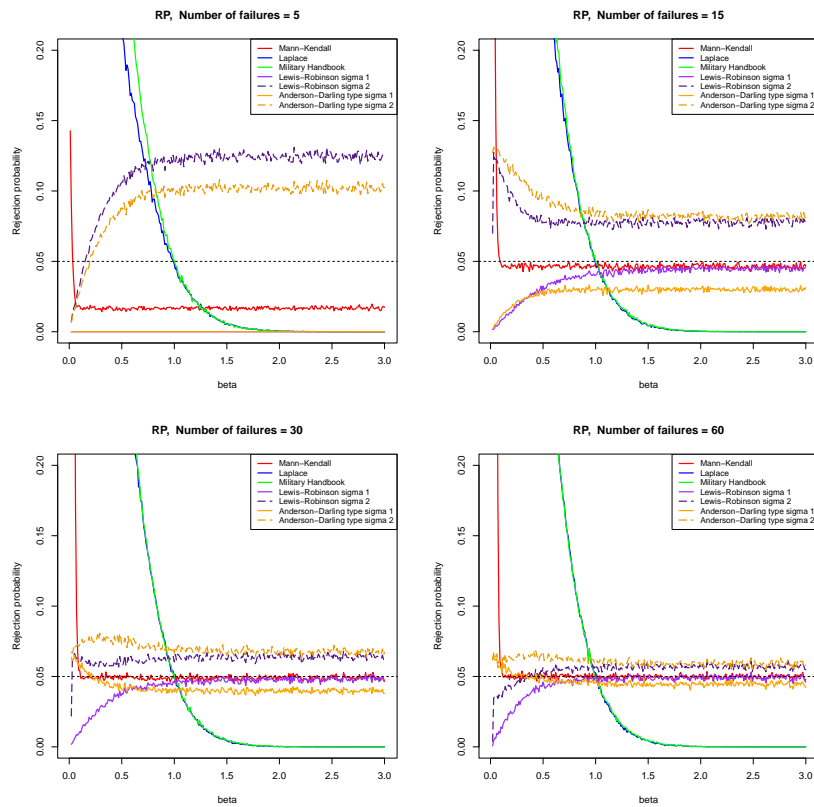 RP,  Number of failures = 5
Rejection probability
0.20
0.15
0.10
0.05
0.00
Mann−Kendall
Laplace
Military Handbook
Lewis−Robinson sigma 1
Lewis−Robinson sigma 2
Anderson−Darling type sigma 1
Anderson−Darling type sigma 2
0.0 0.5 1.0 1.5 2.0 2.5 3.0
beta
RP,  Number of failures = 15
Rejection probability
0.20
0.15
0.10
0.05
0.00
Mann−Kendall
Laplace
Military Handbook
Lewis−Robinson sigma 1
Lewis−Robinson sigma 2
Anderson−Darling type sigma 1
Anderson−Darling type sigma 2
0.0 0.5 1.0 1.5 2.0 2.5 3.0
beta
RP,  Number of failures = 30
Rejection probability
0.20
0.15
0.10
0.05
0.00
Mann−Kendall
Laplace
Military Handbook
Lewis−Robinson sigma 1
Lewis−Robinson sigma 2
Anderson−Darling type sigma 1
Anderson−Darling type sigma 2
0.0 0.5 1.0 1.5 2.0 2.5 3.0
beta
RP,  Number of failures = 60
Rejection probability
0.20
0.15
0.10
0.05
0.00
Mann−Kendall
Laplace
Military Handbook
Lewis−Robinson sigma 1
Lewis−Robinson sigma 2
Anderson−Darling type sigma 1
Anderson−Darling type sigma 2
0.0 0.5 1.0 1.5 2.0 2.5 3.0
beta